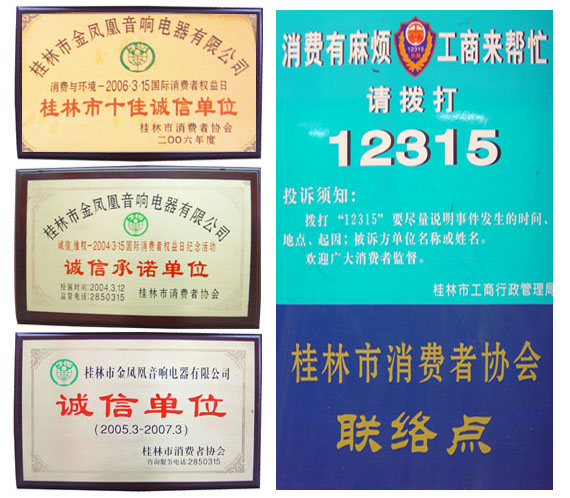 桂林市金凤凰音响电器有限公司
消费与环境－2006·3·15国际消费者权益日
桂林市十佳诚信单位
桂林市消费者协会
二〇〇六年度
桂林市金凤凰音响电器有限公司
诚信,维权－2004·3·15国际消费者权益日纪念活动
诚信承诺单位
授牌时间:2004.3.12
监督电话:2850315
桂林市消费者协会
桂林市金凤凰音响电器有限公司
诚信单位
(2005.3-2007.3)
桂林市消费者协会
咨询服务电话:2850315
消费有麻烦 12315 工商来帮忙
请拨打
12315
投诉须知：
拨打“12315”要尽量说明事件发生的时间、
地点、起因；被诉方单位名称或姓名。
欢迎广大消费者监督。
桂林市工商行政管理局
桂林市消费者协会
联络点